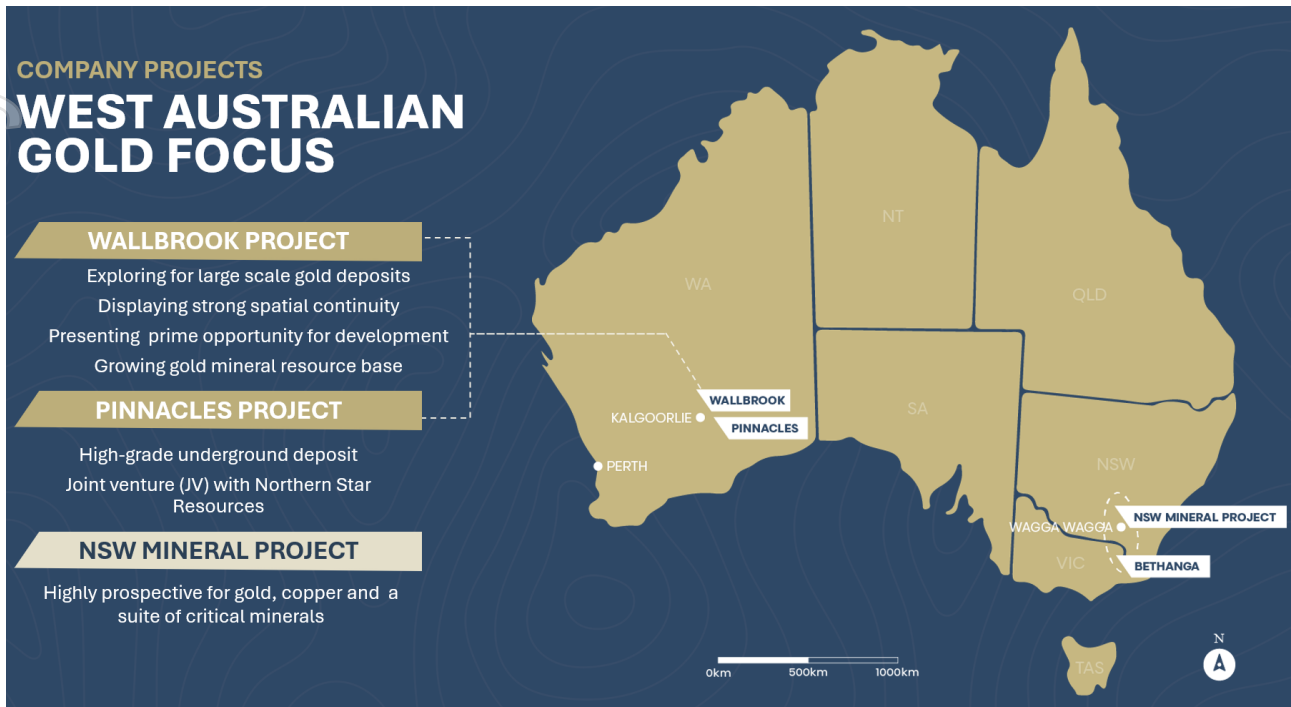 COMPANY PROJECTS
WEST AUSTRALIAN
GOLD FOCUS
WALLBROOK PROJECT
Exploring for large scale gold deposits
Displaying strong spatial continuity
Presenting prime opportunity for development
Growing gold mineral resource base
PINNACLES PROJECT
High-grade underground deposit
Joint venture (JV) with Northern Star
Resources
NSW MINERAL PROJECT
Highly prospective for gold, copper and a
suite of critical minerals
NT
WA
QLD
WALLBROOK
KALGOORLIE
PINNACLES
SA
PERTH
NSW
NSW MINERAL PROJECT
WAGGA WAGGA
VIC
BETHANGA
TAS
N
0km 500km 1000km